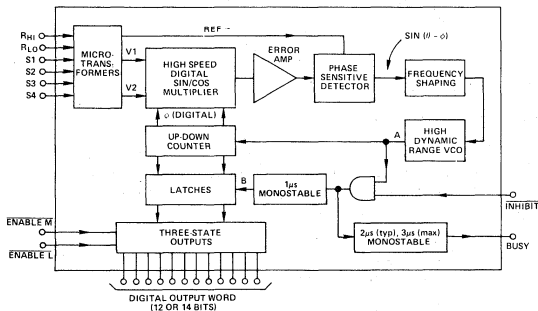 R_HI
R_LO
S1
S2
S3
S4
MICRO-
TRANS-
FORMERS
REF
V1
V2
HIGH SPEED
DIGITAL
SIN/COS
MULTIPLIER
ERROR
AMP
PHASE
SENSITIVE
DETECTOR
SIN (θ - φ)
FREQUENCY
SHAPING
φ (DIGITAL)
UP-DOWN
COUNTER
A
HIGH
DYNAMIC
RANGE VCO
LATCHES
B
1μs
MONOSTABLE
INHIBIT
ENABLE M
ENABLE L
THREE-STATE
OUTPUTS
2μs (typ), 3μs (max)
MONOSTABLE
BUSY
DIGITAL OUTPUT WORD
(12 OR 14 BITS)